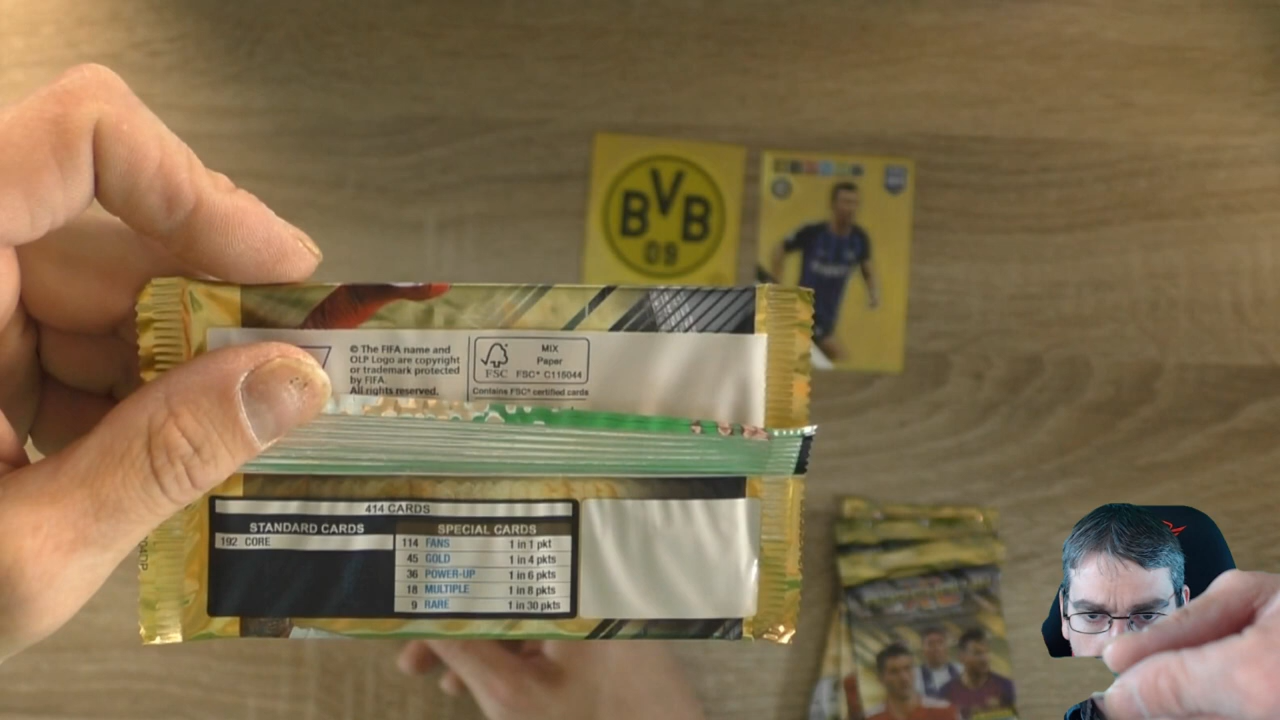 BVB
09
© The FIFA name and
OLP Logo are copyright
or trademark protected
by FIFA.
All rights reserved.
FSC
MIX
Paper
FSC® C115044
Contains FSC® certified cards
414 CARDS
STANDARD CARDS
192 CORE
SPECIAL CARDS
114 FANS 1 in 1 pkt
45 GOLD 1 in 4 pkts
36 POWER-UP 1 in 6 pkts
18 MULTIPLE 1 in 8 pkts
9 RARE 1 in 30 pkts